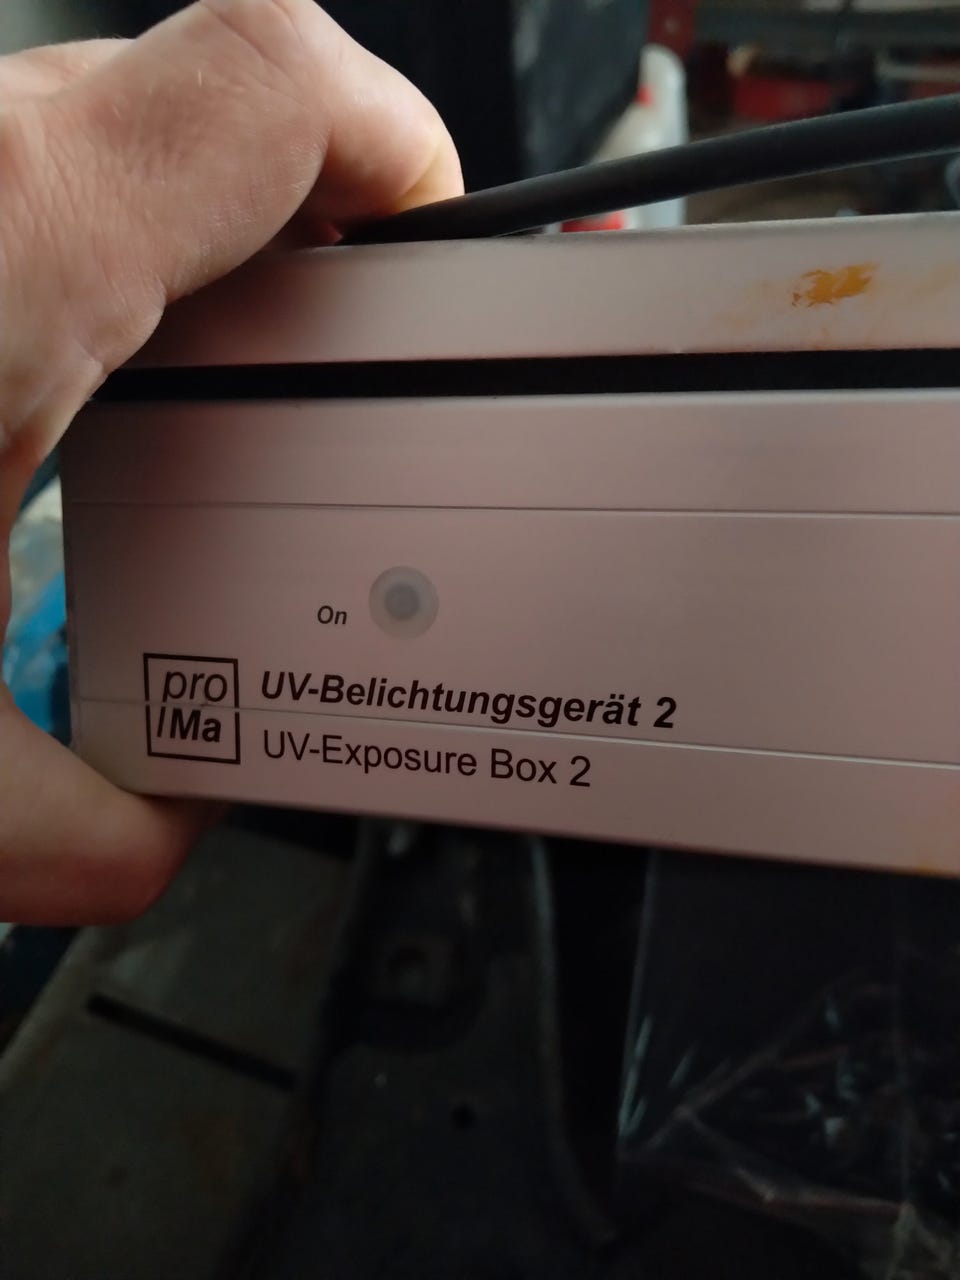 On
pro
/Ma
UV-Belichtungsgerät 2
UV-Exposure Box 2